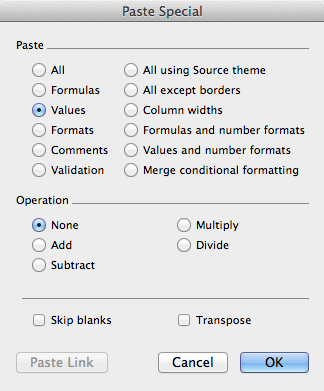 Paste Special
Paste
All
All using Source theme
Formulas
All except borders
Values
Column widths
Formats
Formulas and number formats
Comments
Values and number formats
Validation
Merge conditional formatting
Operation
None
Multiply
Add
Divide
Subtract
Skip blanks
Transpose
Paste Link
Cancel
OK